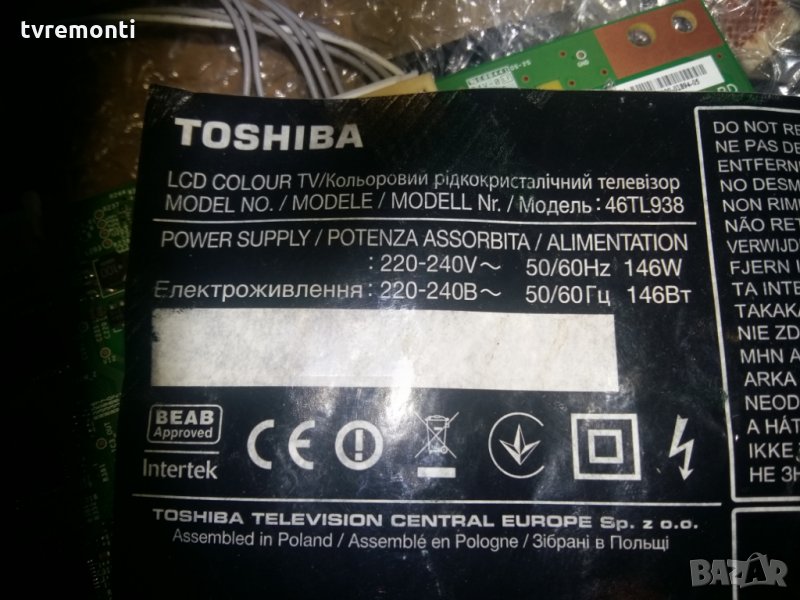 tvremonti
TOSHIBA
LCD COLOUR TV/Кольоровий рідкокристалічний телевізор
MODEL NO. / MODELE / MODELL Nr. / Модель: 46TL938
POWER SUPPLY / POTENZA ASSORBITA / ALIMENTATION
: 220-240V～ 50/60Hz 146W
Електроживлення : 220-240В～ 50/60Гц 146Вт
BEAB
Approved
Intertek
CE
TOSHIBA TELEVISION CENTRAL EUROPE Sp. z o.o.
Assembled in Poland / Assemblé en Pologne / Зібрані в Польщі
DO NOT RE
NE PAS DE
ENTFERN
NO DESM
NON RIM
NÃO RET
VERWIJD
FJERN I
TA INTE
TAKAKA
NIE ZD
MHN A
ARKA
NEOD
A HÁT
IKKE
НЕ ЗН
BAZAR